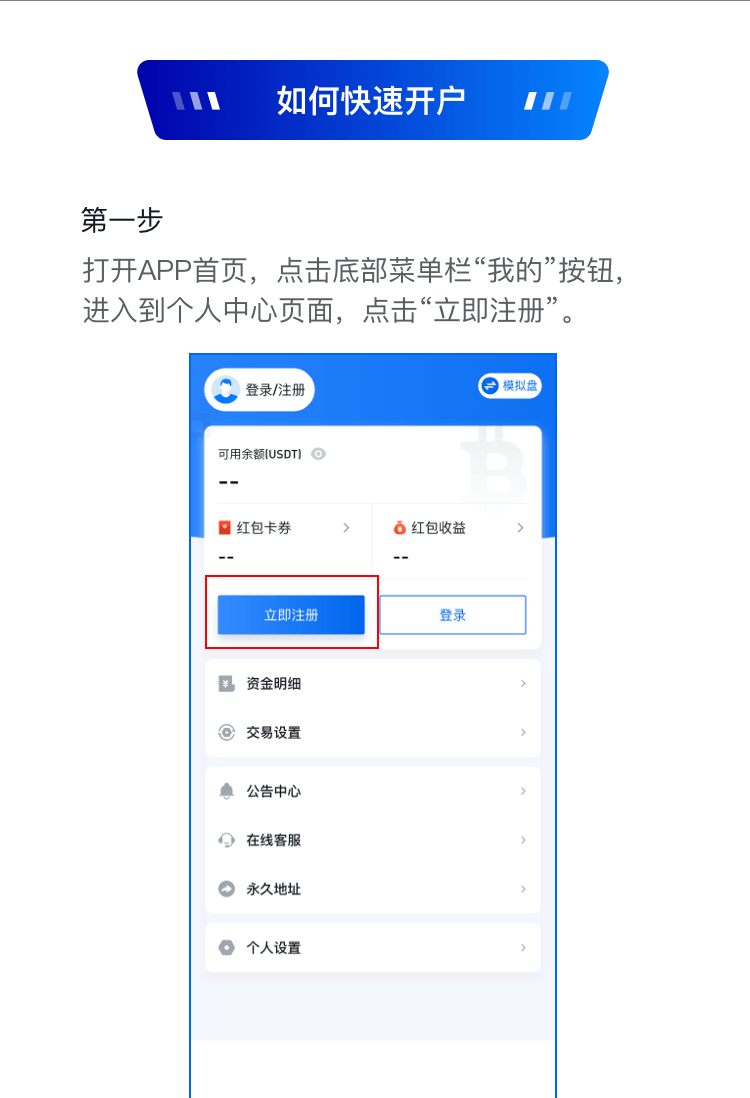 如何快速开户
第一步
打开APP首页，点击底部菜单栏“我的”按钮，
进入到个人中心页面，点击“立即注册”。
登录/注册
模拟盘
可用余额(USDT)
--
红包卡券
红包收益
--
--
立即注册
登录
资金明细
交易设置
公告中心
在线客服
永久地址
个人设置